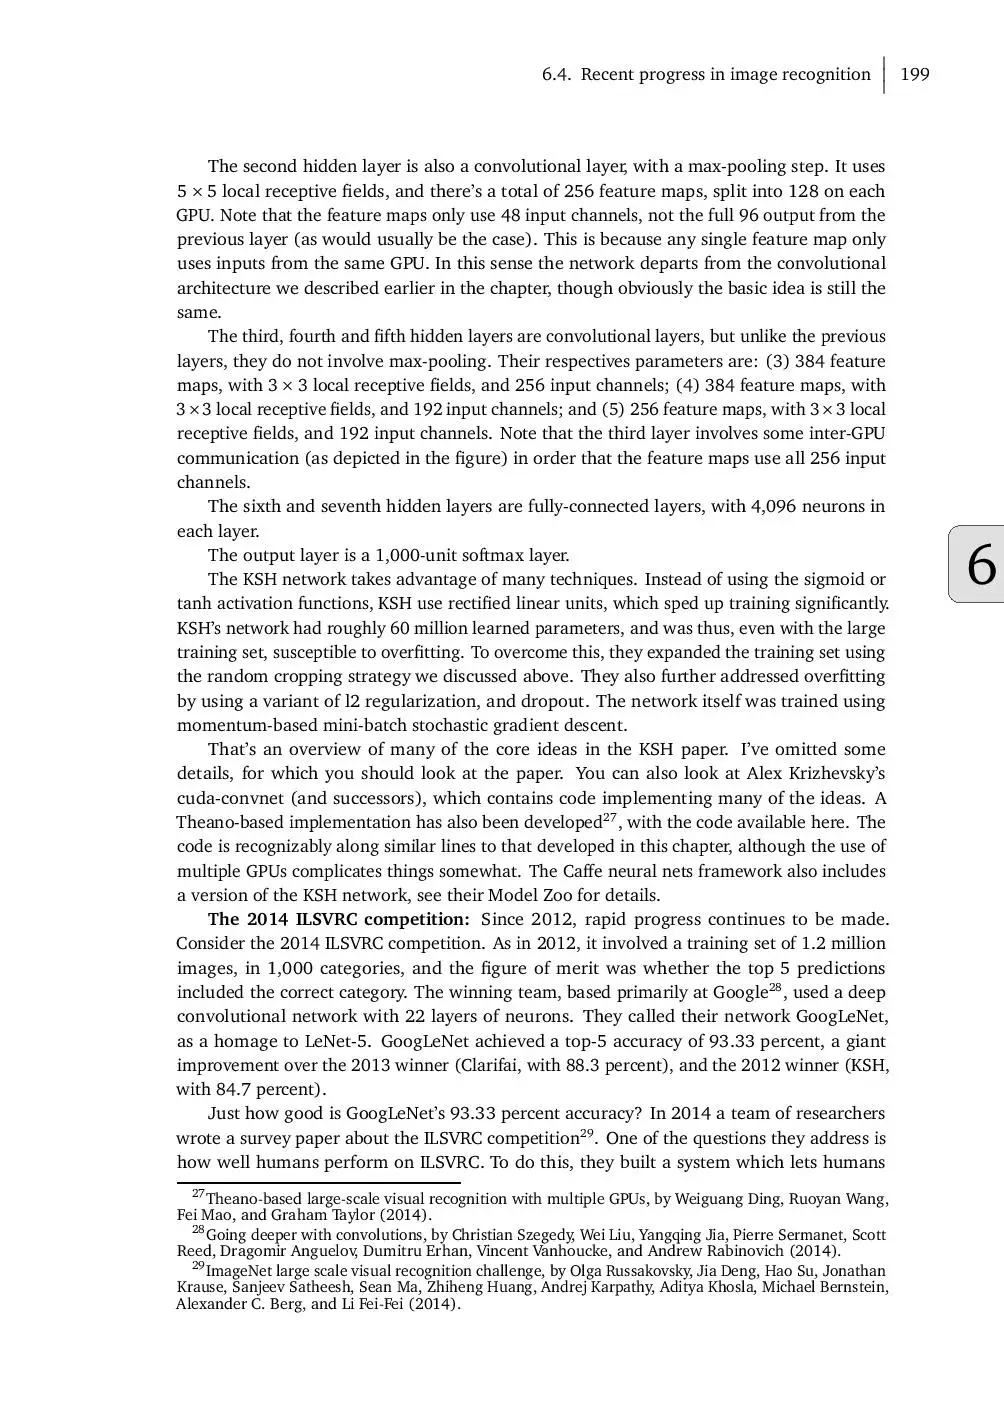 6.4. Recent progress in image recognition 199
The second hidden layer is also a convolutional layer, with a max-pooling step. It uses
5 × 5 local receptive fields, and there's a total of 256 feature maps, split into 128 on each
GPU. Note that the feature maps only use 48 input channels, not the full 96 output from the
previous layer (as would usually be the case). This is because any single feature map only
uses inputs from the same GPU. In this sense the network departs from the convolutional
architecture we described earlier in the chapter, though obviously the basic idea is still the
same.
The third, fourth and fifth hidden layers are convolutional layers, but unlike the previous
layers, they do not involve max-pooling. Their respectives parameters are: (3) 384 feature
maps, with 3 × 3 local receptive fields, and 256 input channels; (4) 384 feature maps, with
3 × 3 local receptive fields, and 192 input channels; and (5) 256 feature maps, with 3 × 3 local
receptive fields, and 192 input channels. Note that the third layer involves some inter-GPU
communication (as depicted in the figure) in order that the feature maps use all 256 input
channels.
The sixth and seventh hidden layers are fully-connected layers, with 4,096 neurons in
each layer.
The output layer is a 1,000-unit softmax layer.
The KSH network takes advantage of many techniques. Instead of using the sigmoid or
tanh activation functions, KSH use rectified linear units, which sped up training significantly.
KSH's network had roughly 60 million learned parameters, and was thus, even with the large
training set, susceptible to overfitting. To overcome this, they expanded the training set using
the random cropping strategy we discussed above. They also further addressed overfitting
by using a variant of l2 regularization, and dropout. The network itself was trained using
momentum-based mini-batch stochastic gradient descent.
That's an overview of many of the core ideas in the KSH paper. I've omitted some
details, for which you should look at the paper. You can also look at Alex Krizhevsky's
cuda-convnet (and successors), which contains code implementing many of the ideas. A
Theano-based implementation has also been developed27, with the code available here. The
code is recognizably along similar lines to that developed in this chapter, although the use of
multiple GPUs complicates things somewhat. The Caffe neural nets framework also includes
a version of the KSH network, see their Model Zoo for details.
The 2014 ILSVRC competition: Since 2012, rapid progress continues to be made.
Consider the 2014 ILSVRC competition. As in 2012, it involved a training set of 1.2 million
images, in 1,000 categories, and the figure of merit was whether the top 5 predictions
included the correct category. The winning team, based primarily at Google28, used a deep
convolutional network with 22 layers of neurons. They called their network GoogLeNet,
as a homage to LeNet-5. GoogLeNet achieved a top-5 accuracy of 93.33 percent, a giant
improvement over the 2013 winner (Clarifai, with 88.3 percent), and the 2012 winner (KSH,
with 84.7 percent).
Just how good is GoogLeNet's 93.33 percent accuracy? In 2014 a team of researchers
wrote a survey paper about the ILSVRC competition29. One of the questions they address is
how well humans perform on ILSVRC. To do this, they built a system which lets humans
27Theano-based large-scale visual recognition with multiple GPUs, by Weiguang Ding, Ruoyan Wang,
Fei Mao, and Graham Taylor (2014).
28Going deeper with convolutions, by Christian Szegedy, Wei Liu, Yangqing Jia, Pierre Sermanet, Scott
Reed, Dragomir Anguelov, Dumitru Erhan, Vincent Vanhoucke, and Andrew Rabinovich (2014).
29ImageNet large scale visual recognition challenge, by Olga Russakovsky, Jia Deng, Hao Su, Jonathan
Krause, Sanjeev Satheesh, Sean Ma, Zhiheng Huang, Andrej Karpathy, Aditya Khosla, Michael Bernstein,
Alexander C. Berg, and Li Fei-Fei (2014).
6